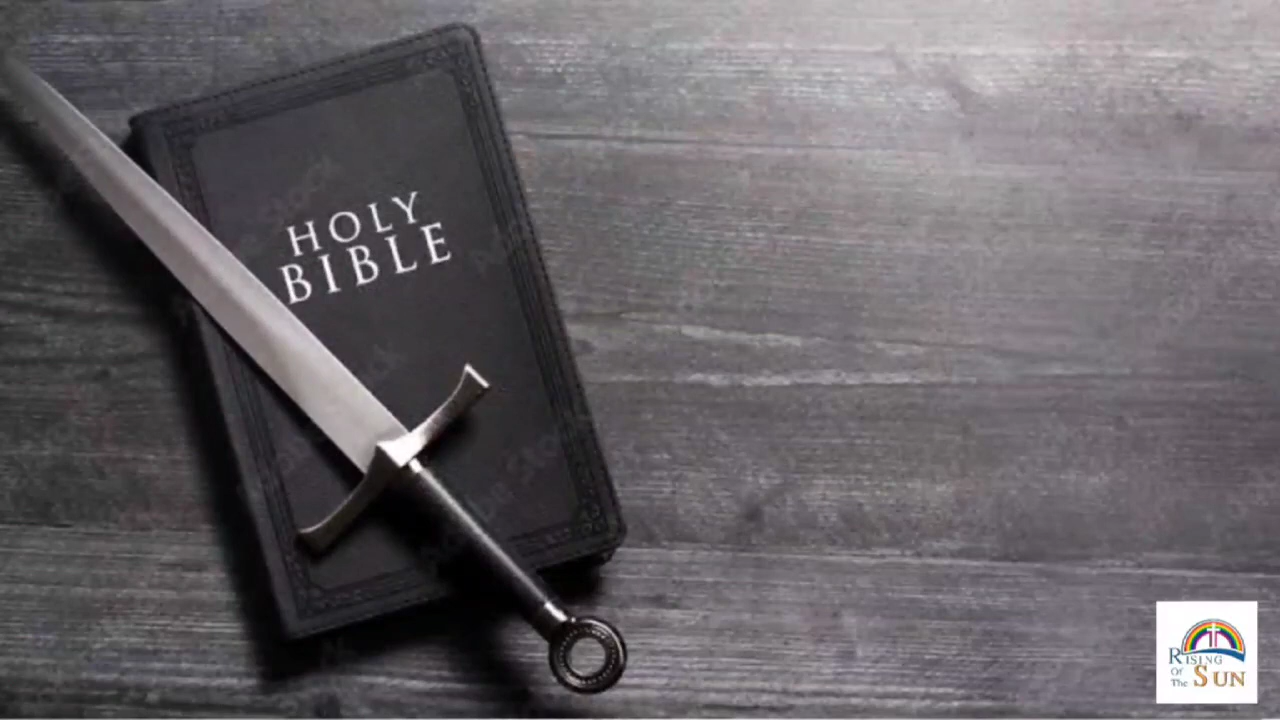 HOLY
BIBLE
RISING
Of
The SUN